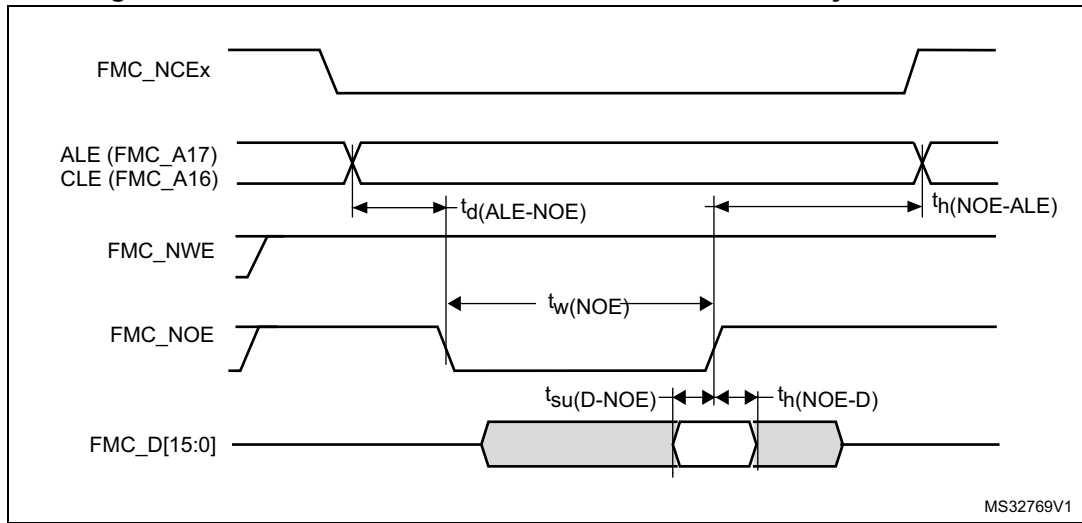 FMC_NCEx
ALE (FMC_A17)
CLE (FMC_A16)
td(ALE-NOE)
th(NOE-ALE)
FMC_NWE
tw(NOE)
FMC_NOE
tsu(D-NOE)
th(NOE-D)
FMC_D[15:0]
MS32769V1